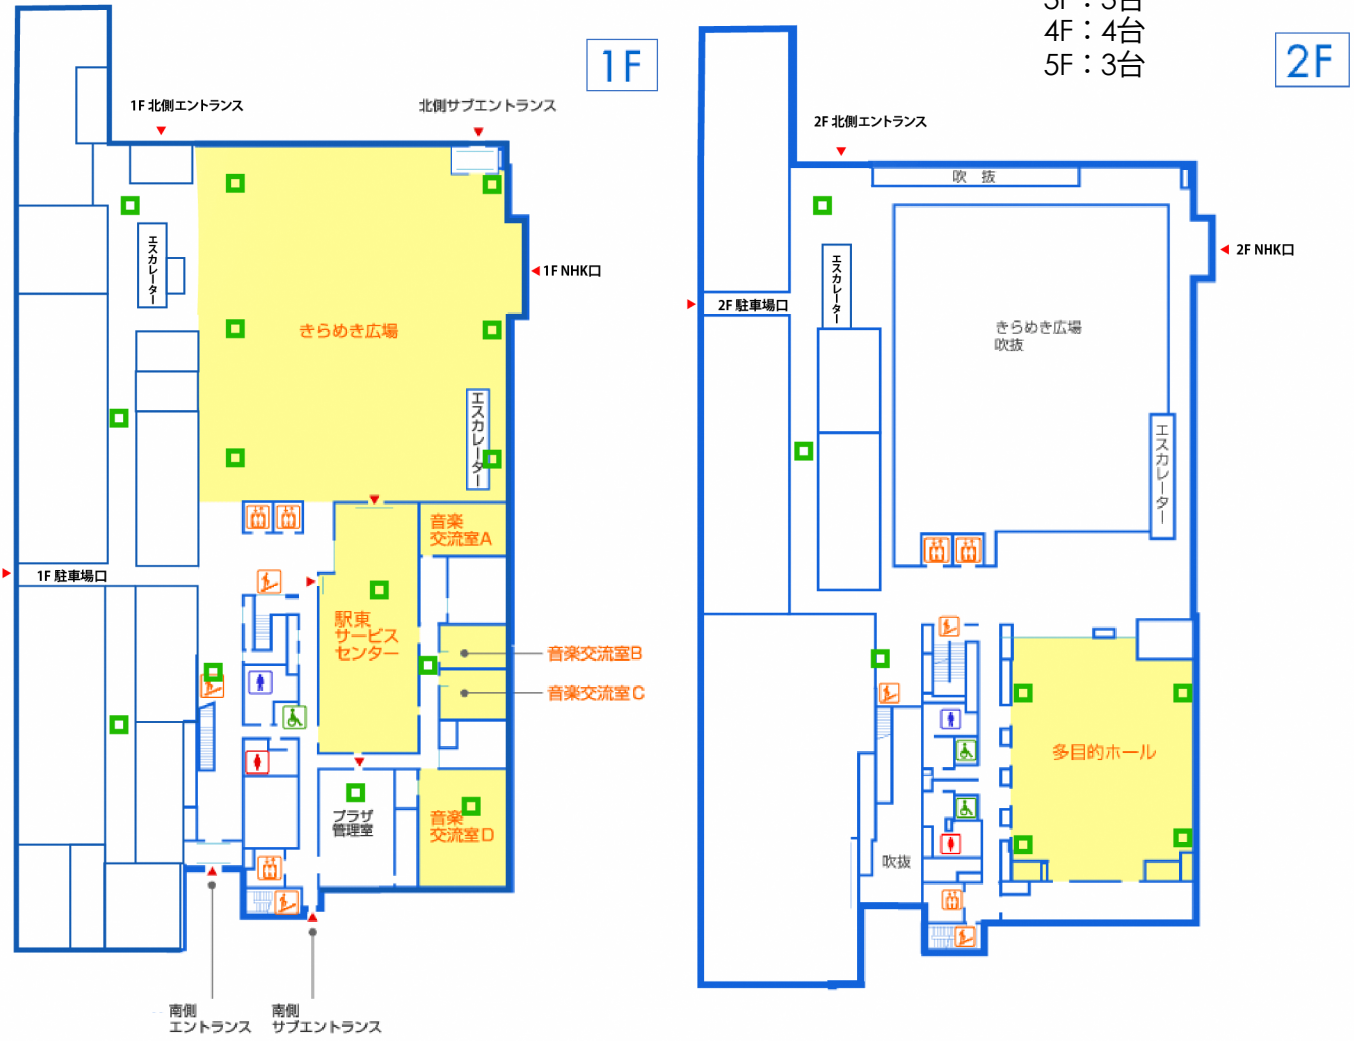 3F：3台
4F：4台
5F：3台
1F
2F
1F 北側エントランス
北側サブエントランス
エスカレーター
1F NHK口
きらめき広場
エスカレーター
音楽
交流室A
1F 駐車場口
駅東
サービス
センター
音楽交流室B
音楽交流室C
プラザ
管理室
音楽
交流室D
南側
エントランス
南側
サブエントランス
2F 北側エントランス
吹 抜
2F NHK口
エスカレーター
2F 駐車場口
きらめき広場
吹抜
エスカレーター
多目的ホール
吹抜